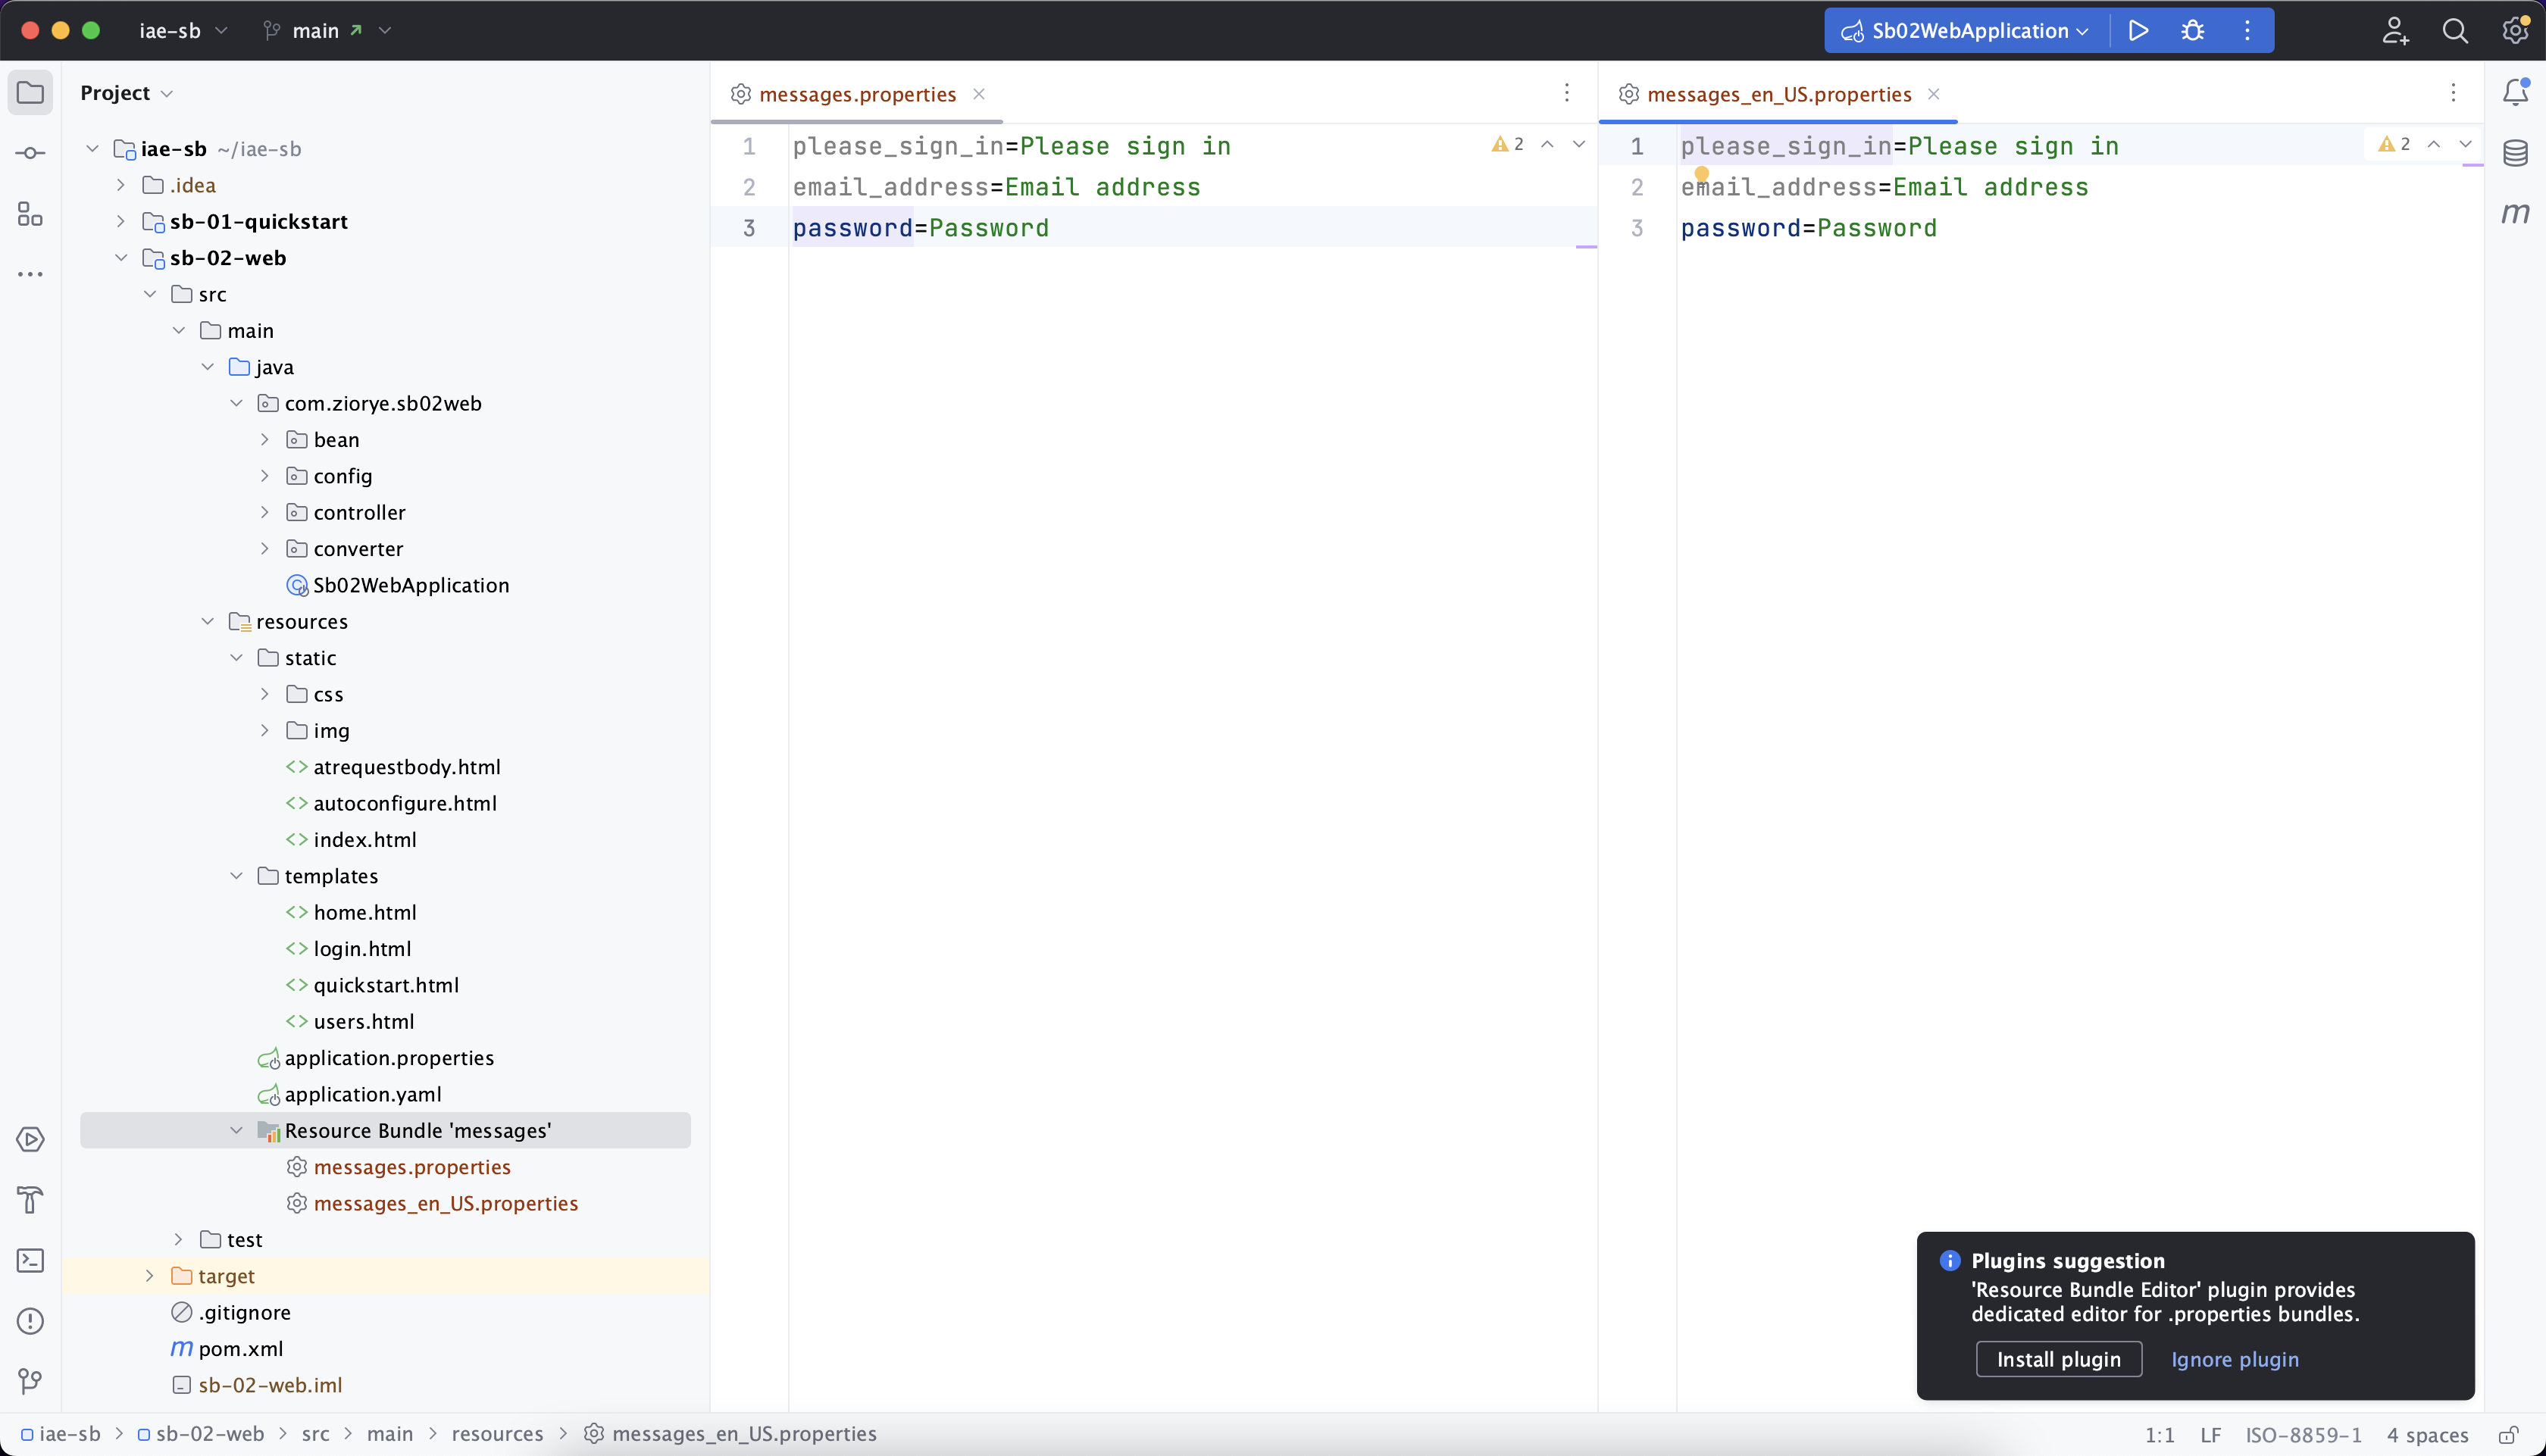 iae-sb
main
Sb02WebApplication
Project
iae-sb ~/iae-sb
.idea
sb-01-quickstart
sb-02-web
src
main
java
com.ziorye.sb02web
bean
config
controller
converter
Sb02WebApplication
resources
static
css
img
atrequestbody.html
autoconfigure.html
index.html
templates
home.html
login.html
quickstart.html
users.html
application.properties
application.yaml
Resource Bundle 'messages'
messages.properties
messages_en_US.properties
test
target
.gitignore
m pom.xml
sb-02-web.iml
messages.properties
1 please_sign_in=Please sign in
2 email_address=Email address
3 password=Password
2
messages_en_US.properties
1 please_sign_in=Please sign in
2 email_address=Email address
3 password=Password
2
m
Plugins suggestion
'Resource Bundle Editor' plugin provides
dedicated editor for .properties bundles.
Install plugin Ignore plugin
iae-sb > sb-02-web > src > main > resources > messages_en_US.properties
1:1 LF ISO-8859-1 4 spaces